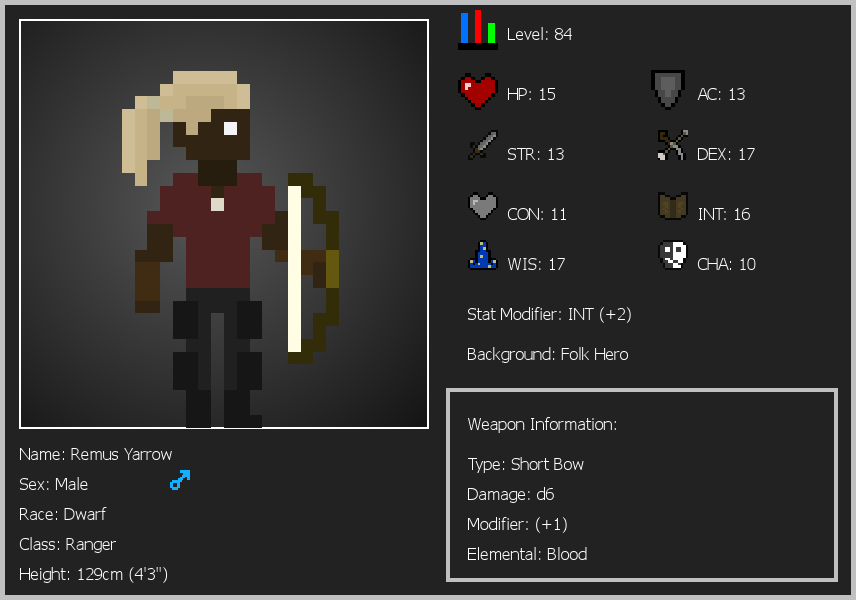 Level: 84
HP: 15
AC: 13
STR: 13
DEX: 17
CON: 11
INT: 16
WIS: 17
CHA: 10
Stat Modifier: INT (+2)
Background: Folk Hero
Weapon Information:
Type: Short Bow
Damage: d6
Modifier: (+1)
Elemental: Blood
Name: Remus Yarrow
Sex: Male
Race: Dwarf
Class: Ranger
Height: 129cm (4'3")